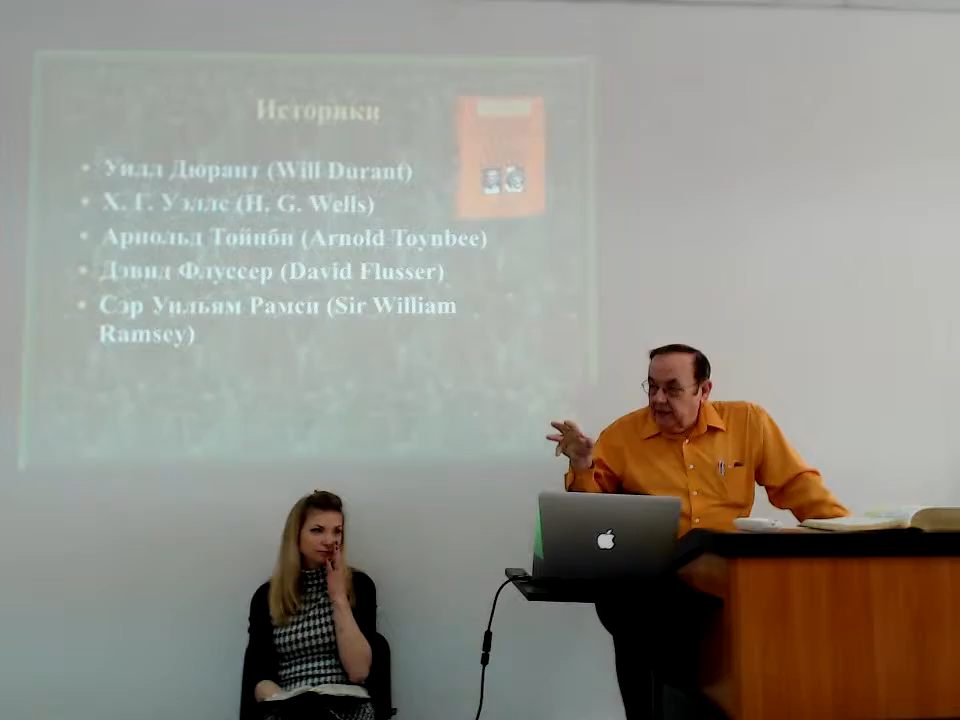 Историки
• Уилл Дюрант (Will Durant)
• Х. Г. Уэллс (H. G. Wells)
• Арнольд Тойнби (Arnold Toynbee)
• Дэвид Флуссер (David Flusser)
• Сэр Уильям Рамси (Sir William
Ramsey)